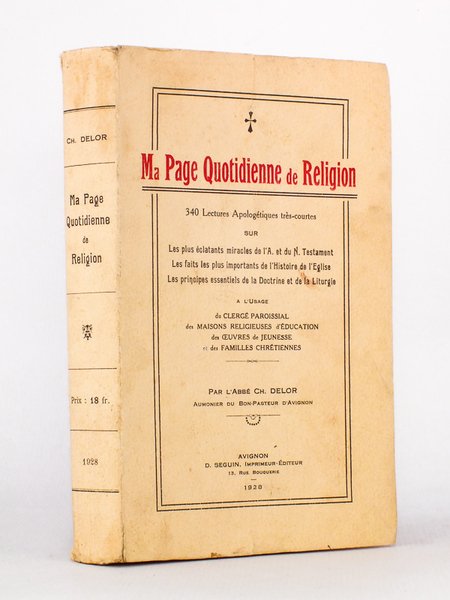 CH. DELOR
Ma Page
Quotidienne
de
Religion
Prix : 18 fr.
1928
Ma Page Quotidienne de Religion
340 Lectures Apologétiques très-courtes
SUR
Les plus éclatants miracles de l'A. et du N. Testament
Les faits les plus importants de l'Histoire de l'Eglise
Les principes essentiels de la Doctrine et de la Liturgie
A L'USAGE
du CLERGÉ PAROISSIAL
des MAISONS RELIGIEUSES d'ÉDUCATION
des ŒUVRES de JEUNESSE
et des FAMILLES CHRÉTIENNES
PAR L'ABBÉ CH. DELOR
AUMONIER DU BON-PASTEUR D'AVIGNON
AVIGNON
D. SEGUIN, IMPRIMEUR-ÉDITEUR
13, RUE BOUQUERIE
1928